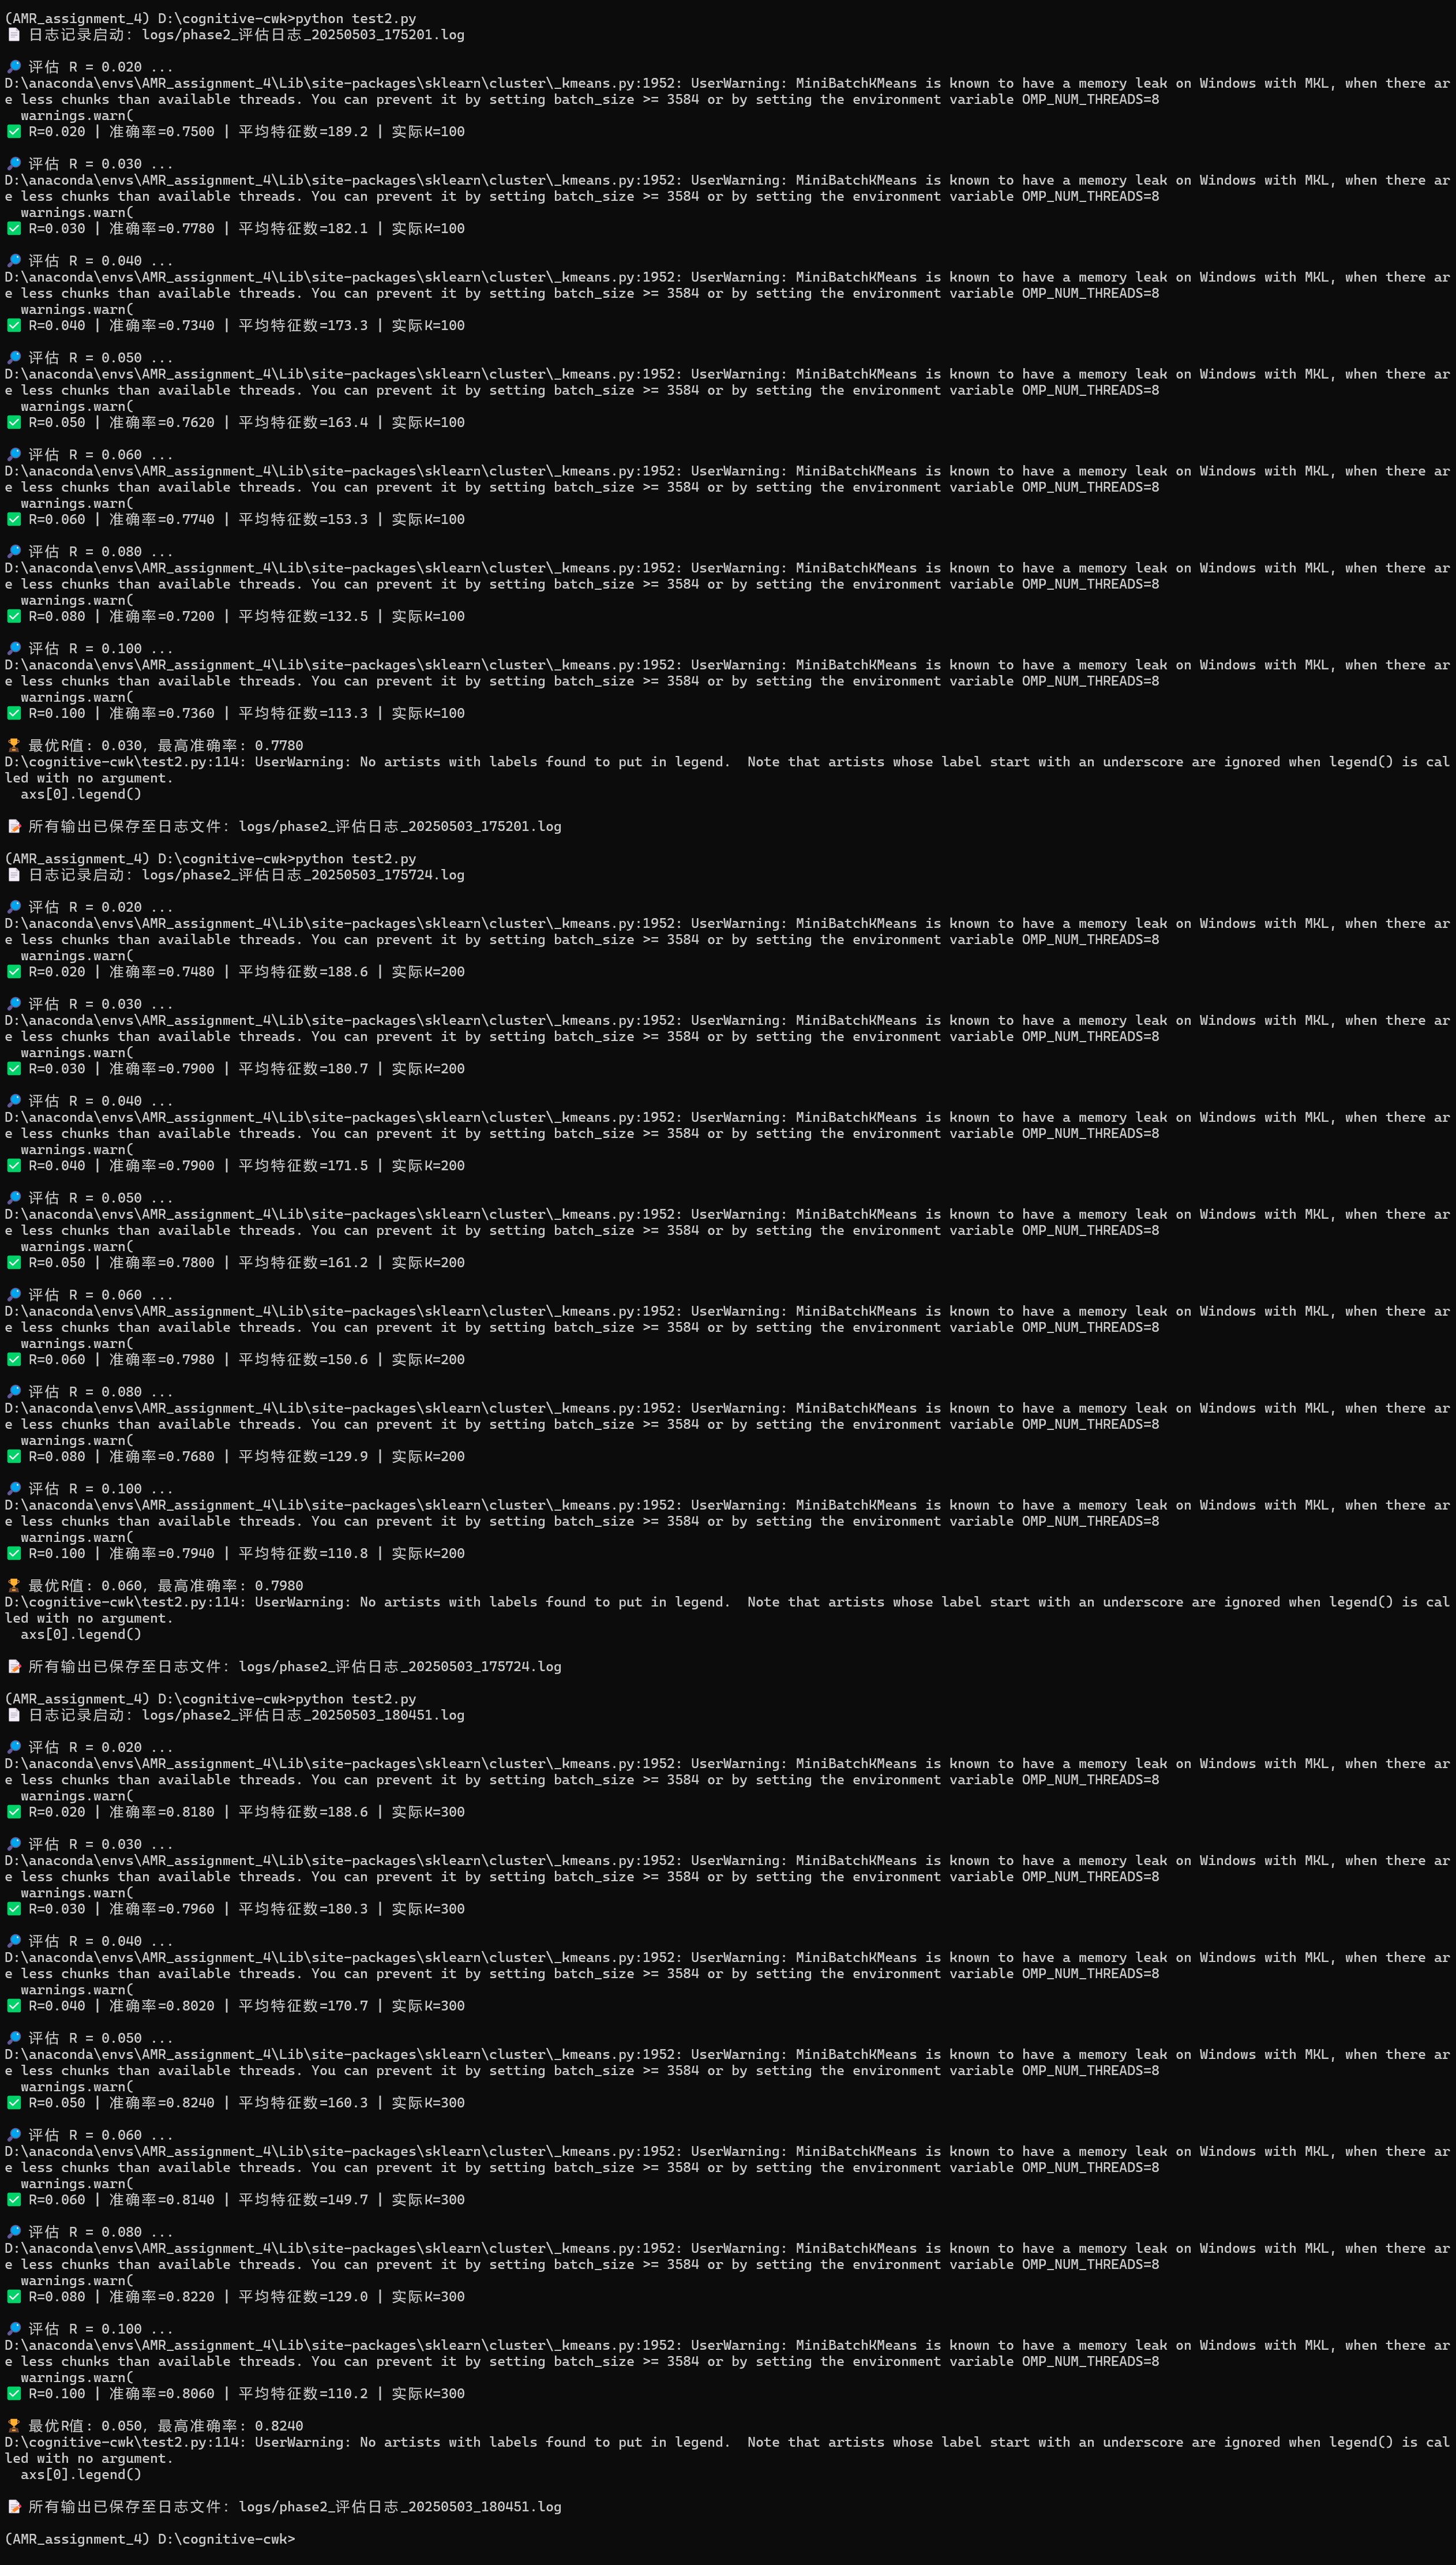 (AMR_assignment_4) D:\cognitive-cwk>python test2.py
📄 日志记录启动: logs/phase2_评估日志_20250503_175201.log
🔎 评估 R = 0.020 ...
D:\anaconda\envs\AMR_assignment_4\Lib\site-packages\sklearn\cluster\_kmeans.py:1952: UserWarning: MiniBatchKMeans is known to have a memory leak on Windows with MKL, when there ar
e less chunks than available threads. You can prevent it by setting batch_size >= 3584 or by setting the environment variable OMP_NUM_THREADS=8
  warnings.warn(
✅ R=0.020 | 准确率=0.7500 | 平均特征数=189.2 | 实际K=100
🔎 评估 R = 0.030 ...
D:\anaconda\envs\AMR_assignment_4\Lib\site-packages\sklearn\cluster\_kmeans.py:1952: UserWarning: MiniBatchKMeans is known to have a memory leak on Windows with MKL, when there ar
e less chunks than available threads. You can prevent it by setting batch_size >= 3584 or by setting the environment variable OMP_NUM_THREADS=8
  warnings.warn(
✅ R=0.030 | 准确率=0.7780 | 平均特征数=182.1 | 实际K=100
🔎 评估 R = 0.040 ...
D:\anaconda\envs\AMR_assignment_4\Lib\site-packages\sklearn\cluster\_kmeans.py:1952: UserWarning: MiniBatchKMeans is known to have a memory leak on Windows with MKL, when there ar
e less chunks than available threads. You can prevent it by setting batch_size >= 3584 or by setting the environment variable OMP_NUM_THREADS=8
  warnings.warn(
✅ R=0.040 | 准确率=0.7340 | 平均特征数=173.3 | 实际K=100
🔎 评估 R = 0.050 ...
D:\anaconda\envs\AMR_assignment_4\Lib\site-packages\sklearn\cluster\_kmeans.py:1952: UserWarning: MiniBatchKMeans is known to have a memory leak on Windows with MKL, when there ar
e less chunks than available threads. You can prevent it by setting batch_size >= 3584 or by setting the environment variable OMP_NUM_THREADS=8
  warnings.warn(
✅ R=0.050 | 准确率=0.7620 | 平均特征数=163.4 | 实际K=100
🔎 评估 R = 0.060 ...
D:\anaconda\envs\AMR_assignment_4\Lib\site-packages\sklearn\cluster\_kmeans.py:1952: UserWarning: MiniBatchKMeans is known to have a memory leak on Windows with MKL, when there ar
e less chunks than available threads. You can prevent it by setting batch_size >= 3584 or by setting the environment variable OMP_NUM_THREADS=8
  warnings.warn(
✅ R=0.060 | 准确率=0.7740 | 平均特征数=153.3 | 实际K=100
🔎 评估 R = 0.080 ...
D:\anaconda\envs\AMR_assignment_4\Lib\site-packages\sklearn\cluster\_kmeans.py:1952: UserWarning: MiniBatchKMeans is known to have a memory leak on Windows with MKL, when there ar
e less chunks than available threads. You can prevent it by setting batch_size >= 3584 or by setting the environment variable OMP_NUM_THREADS=8
  warnings.warn(
✅ R=0.080 | 准确率=0.7200 | 平均特征数=132.5 | 实际K=100
🔎 评估 R = 0.100 ...
D:\anaconda\envs\AMR_assignment_4\Lib\site-packages\sklearn\cluster\_kmeans.py:1952: UserWarning: MiniBatchKMeans is known to have a memory leak on Windows with MKL, when there ar
e less chunks than available threads. You can prevent it by setting batch_size >= 3584 or by setting the environment variable OMP_NUM_THREADS=8
  warnings.warn(
✅ R=0.100 | 准确率=0.7360 | 平均特征数=113.3 | 实际K=100
🏆 最优R值: 0.030, 最高准确率: 0.7780
D:\cognitive-cwk\test2.py:114: UserWarning: No artists with labels found to put in legend.  Note that artists whose label start with an underscore are ignored when legend() is cal
led with no argument.
  axs[0].legend()
📝 所有输出已保存至日志文件: logs/phase2_评估日志_20250503_175201.log
(AMR_assignment_4) D:\cognitive-cwk>python test2.py
📄 日志记录启动: logs/phase2_评估日志_20250503_175724.log
🔎 评估 R = 0.020 ...
D:\anaconda\envs\AMR_assignment_4\Lib\site-packages\sklearn\cluster\_kmeans.py:1952: UserWarning: MiniBatchKMeans is known to have a memory leak on Windows with MKL, when there ar
e less chunks than available threads. You can prevent it by setting batch_size >= 3584 or by setting the environment variable OMP_NUM_THREADS=8
  warnings.warn(
✅ R=0.020 | 准确率=0.7480 | 平均特征数=188.6 | 实际K=200
🔎 评估 R = 0.030 ...
D:\anaconda\envs\AMR_assignment_4\Lib\site-packages\sklearn\cluster\_kmeans.py:1952: UserWarning: MiniBatchKMeans is known to have a memory leak on Windows with MKL, when there ar
e less chunks than available threads. You can prevent it by setting batch_size >= 3584 or by setting the environment variable OMP_NUM_THREADS=8
  warnings.warn(
✅ R=0.030 | 准确率=0.7900 | 平均特征数=180.7 | 实际K=200
🔎 评估 R = 0.040 ...
D:\anaconda\envs\AMR_assignment_4\Lib\site-packages\sklearn\cluster\_kmeans.py:1952: UserWarning: MiniBatchKMeans is known to have a memory leak on Windows with MKL, when there ar
e less chunks than available threads. You can prevent it by setting batch_size >= 3584 or by setting the environment variable OMP_NUM_THREADS=8
  warnings.warn(
✅ R=0.040 | 准确率=0.7900 | 平均特征数=171.5 | 实际K=200
🔎 评估 R = 0.050 ...
D:\anaconda\envs\AMR_assignment_4\Lib\site-packages\sklearn\cluster\_kmeans.py:1952: UserWarning: MiniBatchKMeans is known to have a memory leak on Windows with MKL, when there ar
e less chunks than available threads. You can prevent it by setting batch_size >= 3584 or by setting the environment variable OMP_NUM_THREADS=8
  warnings.warn(
✅ R=0.050 | 准确率=0.7800 | 平均特征数=161.2 | 实际K=200
🔎 评估 R = 0.060 ...
D:\anaconda\envs\AMR_assignment_4\Lib\site-packages\sklearn\cluster\_kmeans.py:1952: UserWarning: MiniBatchKMeans is known to have a memory leak on Windows with MKL, when there ar
e less chunks than available threads. You can prevent it by setting batch_size >= 3584 or by setting the environment variable OMP_NUM_THREADS=8
  warnings.warn(
✅ R=0.060 | 准确率=0.7980 | 平均特征数=150.6 | 实际K=200
🔎 评估 R = 0.080 ...
D:\anaconda\envs\AMR_assignment_4\Lib\site-packages\sklearn\cluster\_kmeans.py:1952: UserWarning: MiniBatchKMeans is known to have a memory leak on Windows with MKL, when there ar
e less chunks than available threads. You can prevent it by setting batch_size >= 3584 or by setting the environment variable OMP_NUM_THREADS=8
  warnings.warn(
✅ R=0.080 | 准确率=0.7680 | 平均特征数=129.9 | 实际K=200
🔎 评估 R = 0.100 ...
D:\anaconda\envs\AMR_assignment_4\Lib\site-packages\sklearn\cluster\_kmeans.py:1952: UserWarning: MiniBatchKMeans is known to have a memory leak on Windows with MKL, when there ar
e less chunks than available threads. You can prevent it by setting batch_size >= 3584 or by setting the environment variable OMP_NUM_THREADS=8
  warnings.warn(
✅ R=0.100 | 准确率=0.7940 | 平均特征数=110.8 | 实际K=200
🏆 最优R值: 0.060, 最高准确率: 0.7980
D:\cognitive-cwk\test2.py:114: UserWarning: No artists with labels found to put in legend.  Note that artists whose label start with an underscore are ignored when legend() is cal
led with no argument.
  axs[0].legend()
📝 所有输出已保存至日志文件: logs/phase2_评估日志_20250503_175724.log
(AMR_assignment_4) D:\cognitive-cwk>python test2.py
📄 日志记录启动: logs/phase2_评估日志_20250503_180451.log
🔎 评估 R = 0.020 ...
D:\anaconda\envs\AMR_assignment_4\Lib\site-packages\sklearn\cluster\_kmeans.py:1952: UserWarning: MiniBatchKMeans is known to have a memory leak on Windows with MKL, when there ar
e less chunks than available threads. You can prevent it by setting batch_size >= 3584 or by setting the environment variable OMP_NUM_THREADS=8
  warnings.warn(
✅ R=0.020 | 准确率=0.8180 | 平均特征数=188.6 | 实际K=300
🔎 评估 R = 0.030 ...
D:\anaconda\envs\AMR_assignment_4\Lib\site-packages\sklearn\cluster\_kmeans.py:1952: UserWarning: MiniBatchKMeans is known to have a memory leak on Windows with MKL, when there ar
e less chunks than available threads. You can prevent it by setting batch_size >= 3584 or by setting the environment variable OMP_NUM_THREADS=8
  warnings.warn(
✅ R=0.030 | 准确率=0.7960 | 平均特征数=180.3 | 实际K=300
🔎 评估 R = 0.040 ...
D:\anaconda\envs\AMR_assignment_4\Lib\site-packages\sklearn\cluster\_kmeans.py:1952: UserWarning: MiniBatchKMeans is known to have a memory leak on Windows with MKL, when there ar
e less chunks than available threads. You can prevent it by setting batch_size >= 3584 or by setting the environment variable OMP_NUM_THREADS=8
  warnings.warn(
✅ R=0.040 | 准确率=0.8020 | 平均特征数=170.7 | 实际K=300
🔎 评估 R = 0.050 ...
D:\anaconda\envs\AMR_assignment_4\Lib\site-packages\sklearn\cluster\_kmeans.py:1952: UserWarning: MiniBatchKMeans is known to have a memory leak on Windows with MKL, when there ar
e less chunks than available threads. You can prevent it by setting batch_size >= 3584 or by setting the environment variable OMP_NUM_THREADS=8
  warnings.warn(
✅ R=0.050 | 准确率=0.8240 | 平均特征数=160.3 | 实际K=300
🔎 评估 R = 0.060 ...
D:\anaconda\envs\AMR_assignment_4\Lib\site-packages\sklearn\cluster\_kmeans.py:1952: UserWarning: MiniBatchKMeans is known to have a memory leak on Windows with MKL, when there ar
e less chunks than available threads. You can prevent it by setting batch_size >= 3584 or by setting the environment variable OMP_NUM_THREADS=8
  warnings.warn(
✅ R=0.060 | 准确率=0.8140 | 平均特征数=149.7 | 实际K=300
🔎 评估 R = 0.080 ...
D:\anaconda\envs\AMR_assignment_4\Lib\site-packages\sklearn\cluster\_kmeans.py:1952: UserWarning: MiniBatchKMeans is known to have a memory leak on Windows with MKL, when there ar
e less chunks than available threads. You can prevent it by setting batch_size >= 3584 or by setting the environment variable OMP_NUM_THREADS=8
  warnings.warn(
✅ R=0.080 | 准确率=0.8220 | 平均特征数=129.0 | 实际K=300
🔎 评估 R = 0.100 ...
D:\anaconda\envs\AMR_assignment_4\Lib\site-packages\sklearn\cluster\_kmeans.py:1952: UserWarning: MiniBatchKMeans is known to have a memory leak on Windows with MKL, when there ar
e less chunks than available threads. You can prevent it by setting batch_size >= 3584 or by setting the environment variable OMP_NUM_THREADS=8
  warnings.warn(
✅ R=0.100 | 准确率=0.8060 | 平均特征数=110.2 | 实际K=300
🏆 最优R值: 0.050, 最高准确率: 0.8240
D:\cognitive-cwk\test2.py:114: UserWarning: No artists with labels found to put in legend.  Note that artists whose label start with an underscore are ignored when legend() is cal
led with no argument.
  axs[0].legend()
📝 所有输出已保存至日志文件: logs/phase2_评估日志_20250503_180451.log
(AMR_assignment_4) D:\cognitive-cwk>